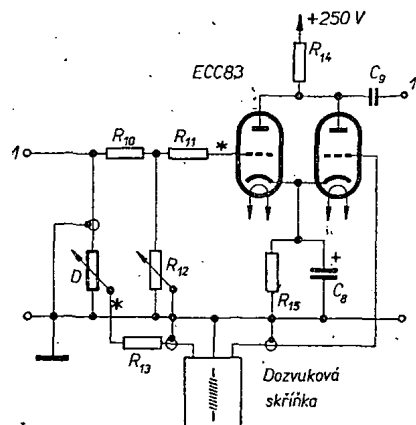 +250 V
R14
ECC83
C9
1
1
R10
R11
*
D
*
R12
R13
R15
+
C8
Dozvuková
skříňka